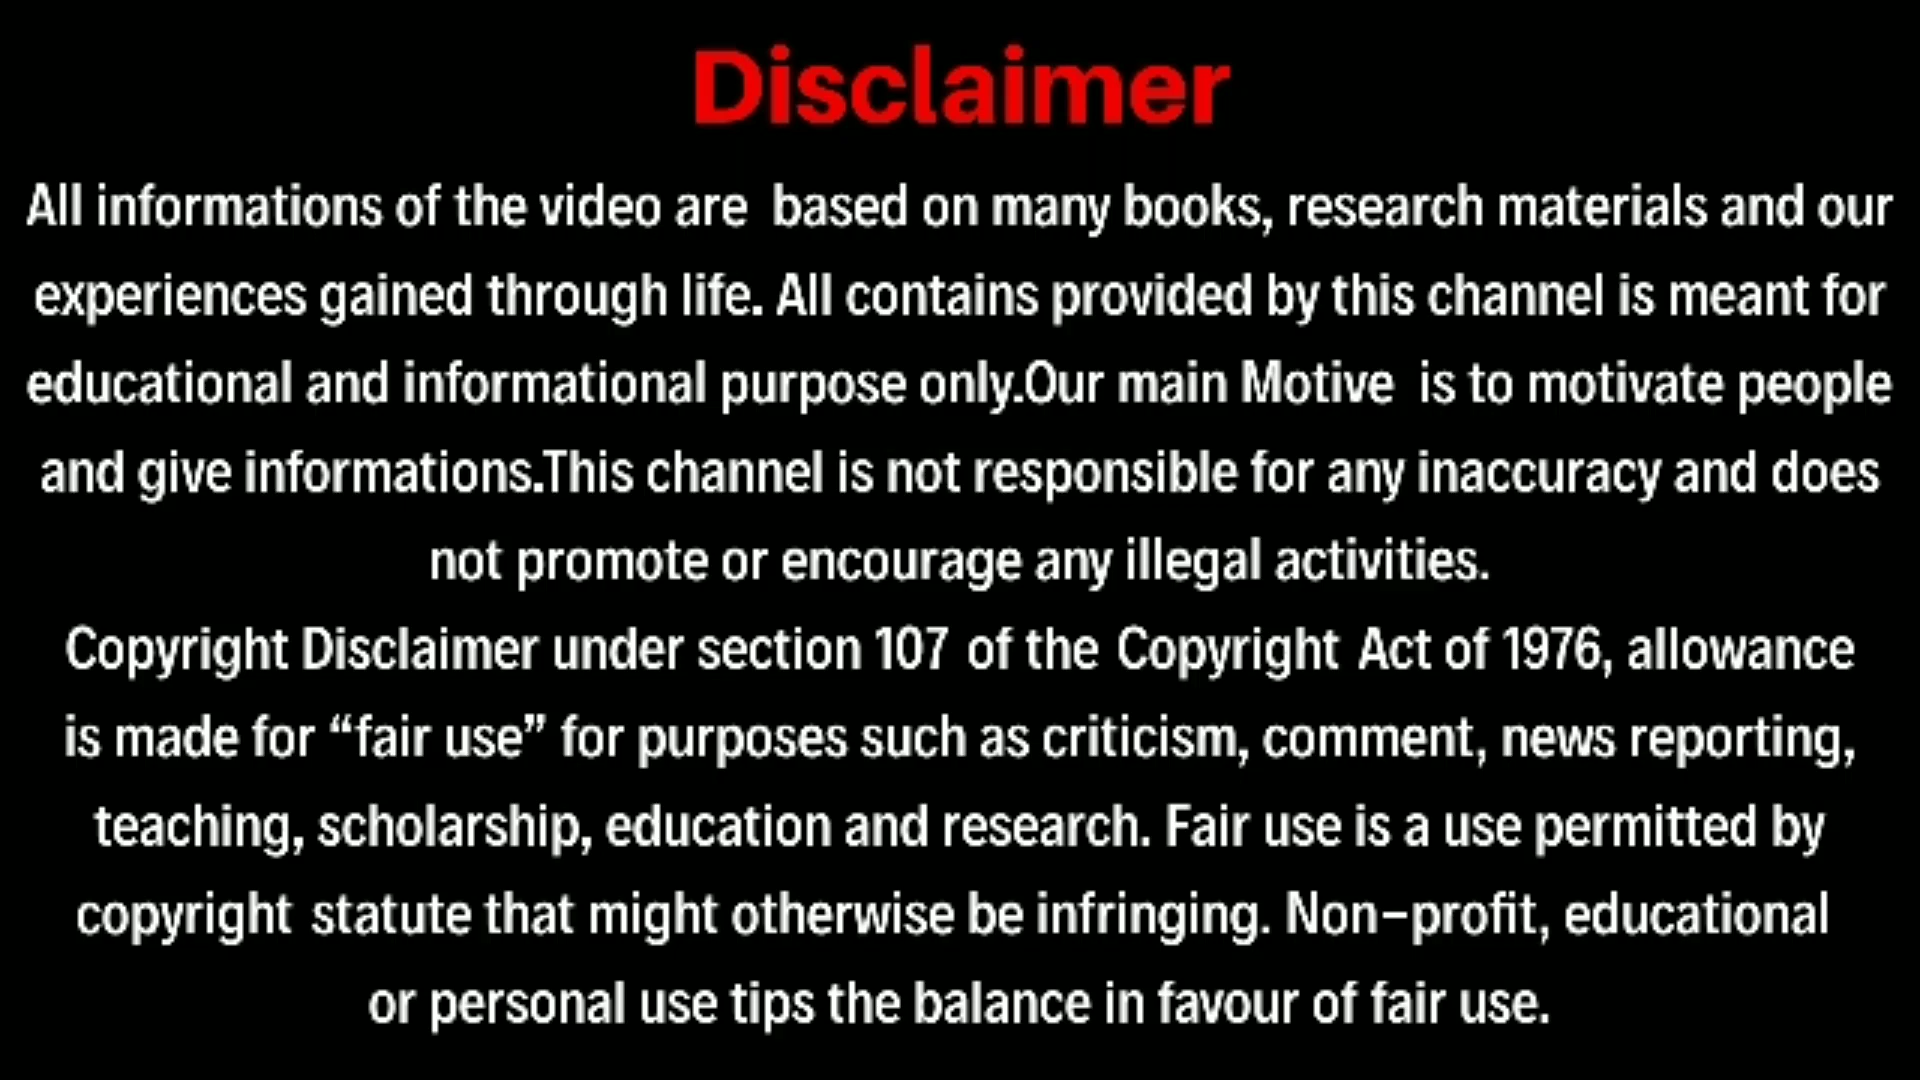 Disclaimer
All informations of the video are based on many books, research materials and our
experiences gained through life. All contains provided by this channel is meant for
educational and informational purpose only.Our main Motive is to motivate people
and give informations.This channel is not responsible for any inaccuracy and does
not promote or encourage any illegal activities.
Copyright Disclaimer under section 107 of the Copyright Act of 1976, allowance
is made for “fair use” for purposes such as criticism, comment, news reporting,
teaching, scholarship, education and research. Fair use is a use permitted by
copyright statute that might otherwise be infringing. Non–profit, educational
or personal use tips the balance in favour of fair use.